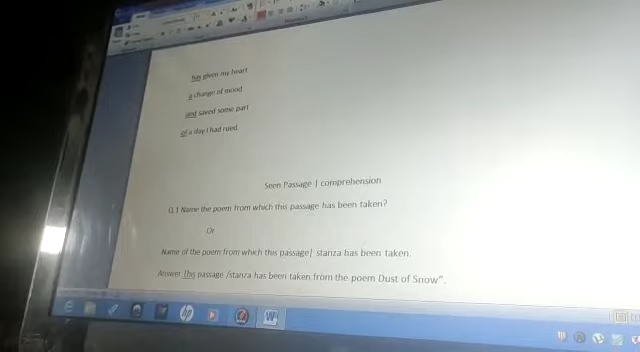 has given my heart
a change of mood
and saved some part
of a day I had rued.
Seen Passage | comprehension
Q.1 Name the poem from which this passage has been taken?
Or
Name of the poem from which this passage| stanza has been taken.
Answer This passage /stanza has been taken from the poem Dust of Snow".